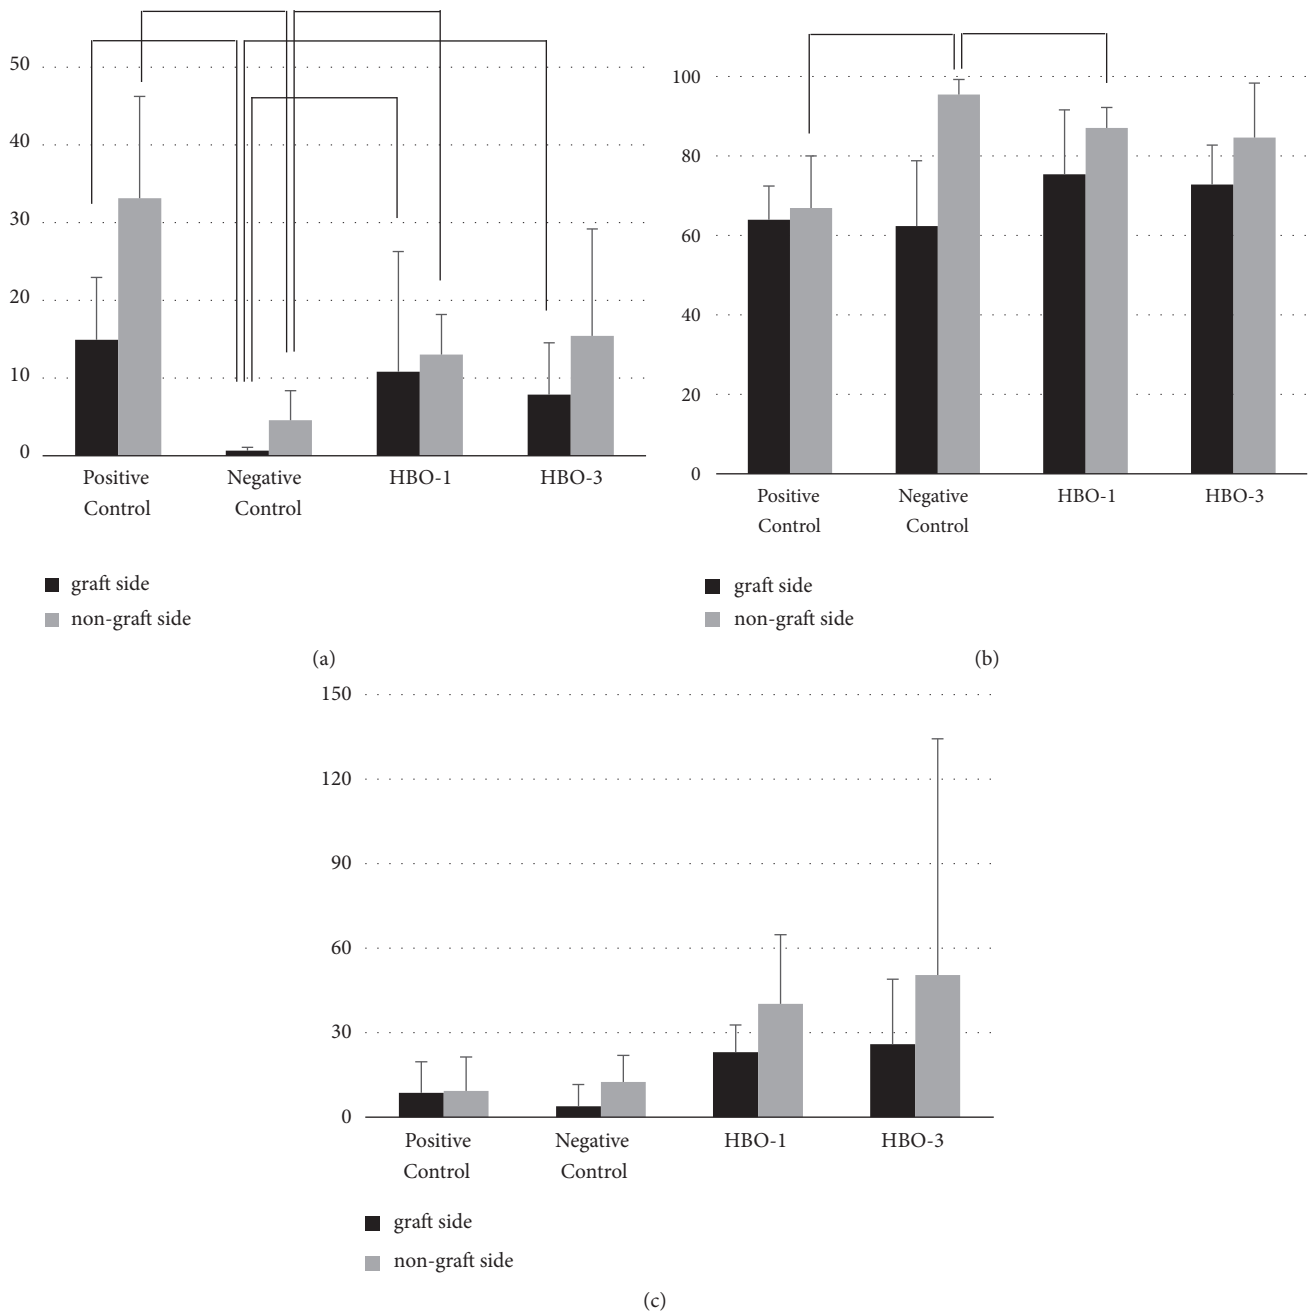 50
40
30
20
10
0
Positive Control
Negative Control
HBO-1
HBO-3
graft side
non-graft side
(a)
100
80
60
40
20
0
Positive Control
Negative Control
HBO-1
HBO-3
graft side
non-graft side
(b)
150
120
90
60
30
0
Positive Control
Negative Control
HBO-1
HBO-3
graft side
non-graft side
(c)